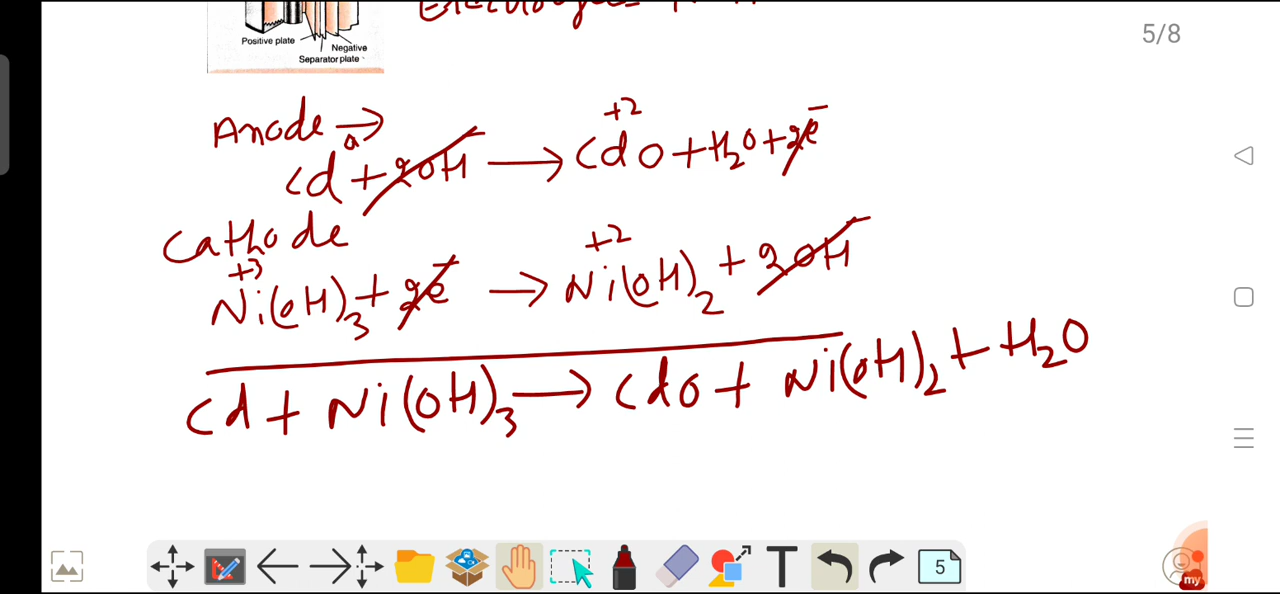 5/8
Positive plate
Negative
Separator plate
Anode →
Cd + 2OH → CdO + H2O + 2e-
+2
Cathode
Ni(OH)3 + 2e → Ni(OH)2 + 2OH
+3 +2
Cd + Ni(OH)3 → CdO + Ni(OH)2 + H2O
T 5
my